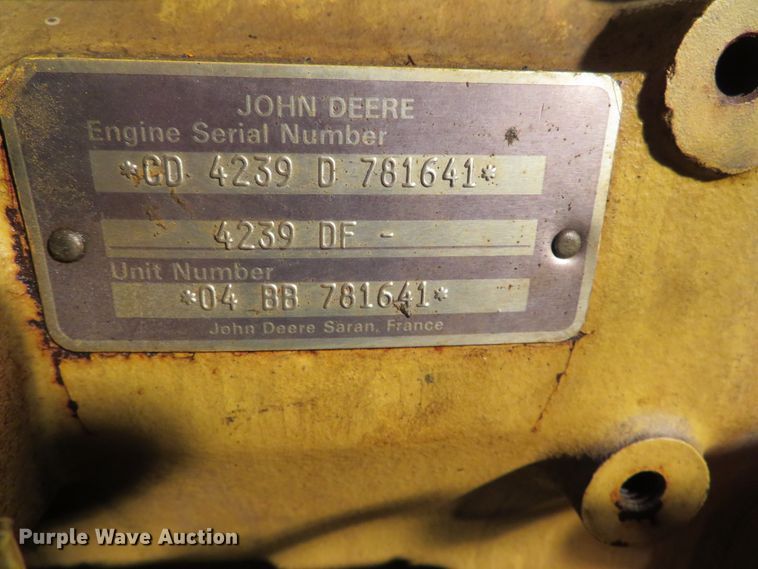 JOHN DEERE
Engine Serial Number
*CD 4239 D 781641*
4239 DF -
Unit Number
*04 BB 781641*
John Deere Saran, France
Purple Wave Auction